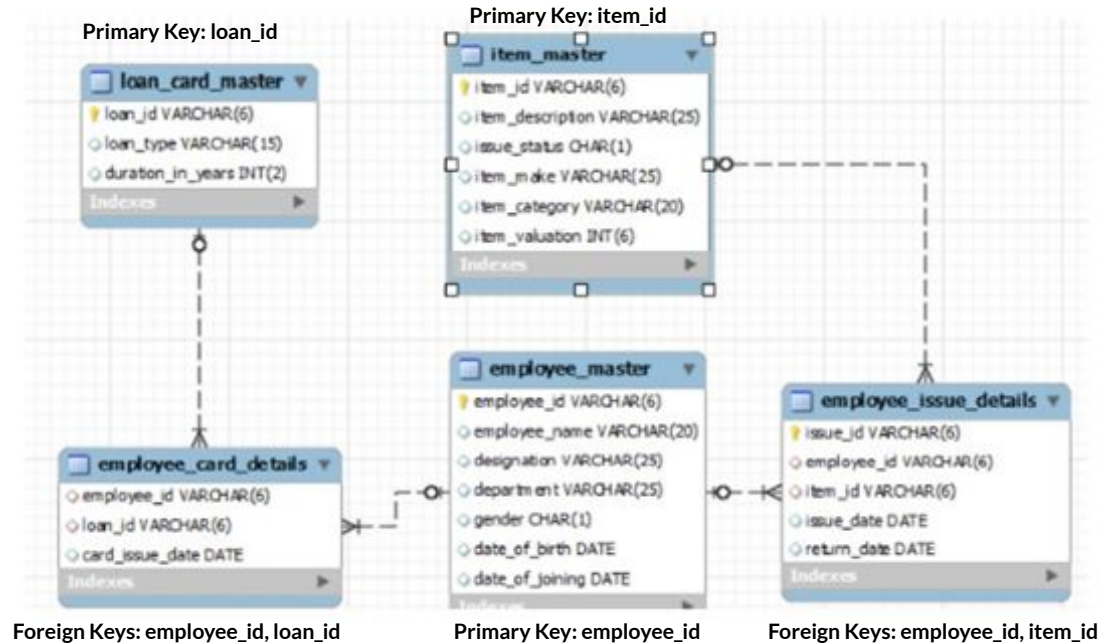 Primary Key: loan_id
loan_card_master
loan_id VARCHAR(6)
loan_type VARCHAR(15)
duration_in_years INT(2)
Indexes
Primary Key: item_id
item_master
item_id VARCHAR(6)
item_description VARCHAR(25)
issue_status CHAR(1)
item_make VARCHAR(25)
item_category VARCHAR(20)
item_valuation INT(6)
Indexes
employee_card_details
employee_id VARCHAR(6)
loan_id VARCHAR(6)
card_issue_date DATE
Indexes
Foreign Keys: employee_id, loan_id
employee_master
employee_id VARCHAR(6)
employee_name VARCHAR(20)
designation VARCHAR(25)
department VARCHAR(25)
gender CHAR(1)
date_of_birth DATE
date_of_joining DATE
Indexes
Primary Key: employee_id
employee_issue_details
issue_id VARCHAR(6)
employee_id VARCHAR(6)
item_id VARCHAR(6)
issue_date DATE
return_date DATE
Indexes
Foreign Keys: employee_id, item_id